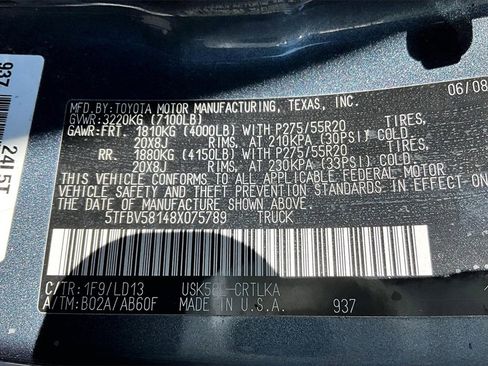 937
24L5T
06/08
MFD.BY:TOYOTA MOTOR MANUFACTURING, TEXAS, INC.
GVWR:3220KG (7100LB)
GAWR:FRT. 1810KG (4000LB) WITH P275/55R20 TIRES,
20X8J RIMS, AT 210KPA (30PSI) COLD.
RR. 1880KG (4150LB) WITH P275/55R20 TIRES,
20X8J RIMS, AT 230KPA (33PSI) COLD.
THIS VEHICLE CONFORMS TO ALL APPLICABLE FEDERAL MOTOR
VEHICLE SAFETY AND THEFT PREVENTION STANDARDS IN EFFECT ON
THE DATE OF MANUFACTURE SHOWN ABOVE.
5TFBV58148X075789 TRUCK
C/TR:1F9/LD13 -CRTLKA
A/TM:B02A/AB60F MADE IN U.S.A. 937